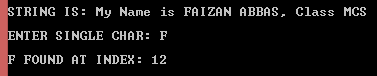 STRING IS: My Name is FAIZAN ABBAS, Class MCS
ENTER SINGLE CHAR: F
F FOUND AT INDEX: 12